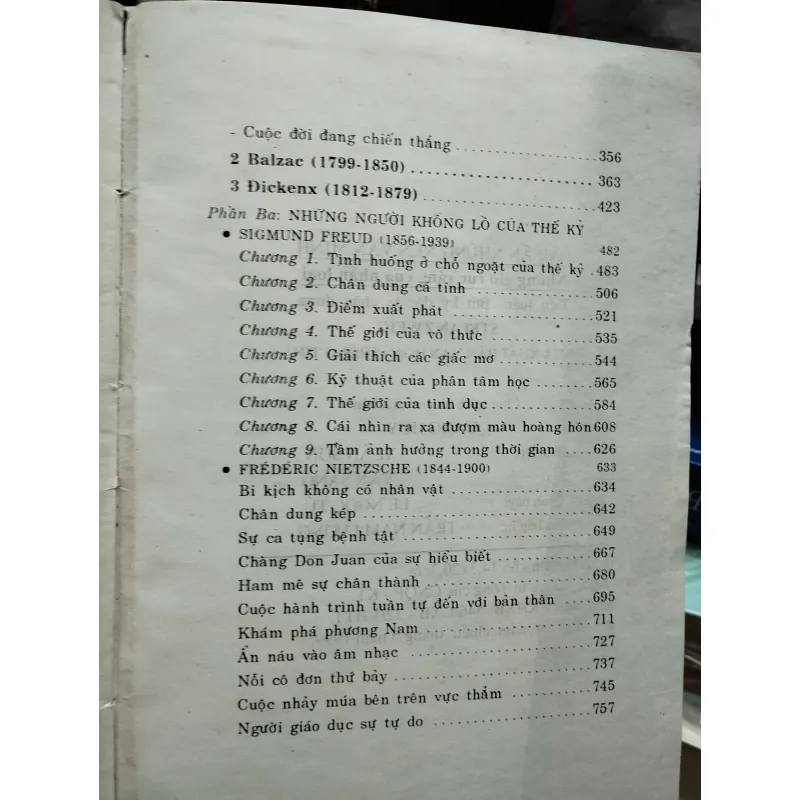 - Cuộc đời đang chiến thắng ..................... 356
2 Balzac (1799-1850) .............................. 363
3 Đickenx (1812-1879) ............................. 423
Phần Ba: NHỮNG NGƯỜI KHỔNG LỒ CỦA THẾ KỶ
• SIGMUND FREUD (1856-1939) 482
Chương 1. Tình huống ở chỗ ngoặt của thế kỷ .483
Chương 2. Chân dung cá tính .................. 506
Chương 3. Điểm xuất phát ..................... 521
Chương 4. Thế giới của vô thức ............... 535
Chương 5. Giải thích các giấc mơ ............. 544
Chương 6. Kỹ thuật của phân tâm học ........ 565
Chương 7. Thế giới của tình dục .............. 584
Chương 8. Cái nhìn ra xa đượm màu hoàng hôn 608
Chương 9. Tầm ảnh hưởng trong thời gian .... 626
• FRÉDÉRIC NIETZSCHE (1844-1900) 633
Bi kịch không có nhân vật ..................... 634
Chân dung kép ................................. 642
Sự ca tụng bệnh tật ........................... 649
Chàng Don Juan của sự hiểu biết .............. 667
Ham mê sự chân thành .......................... 680
Cuộc hành trình tuần tự đến với bản thân .... 695
Khám phá phương Nam ........................... 711
Ẩn náu vào âm nhạc ............................ 727
Nỗi cô đơn thứ bảy ............................ 737
Cuộc nhảy múa bên trên vực thẳm ............. 745
Người giáo dục sự tự do ....................... 757